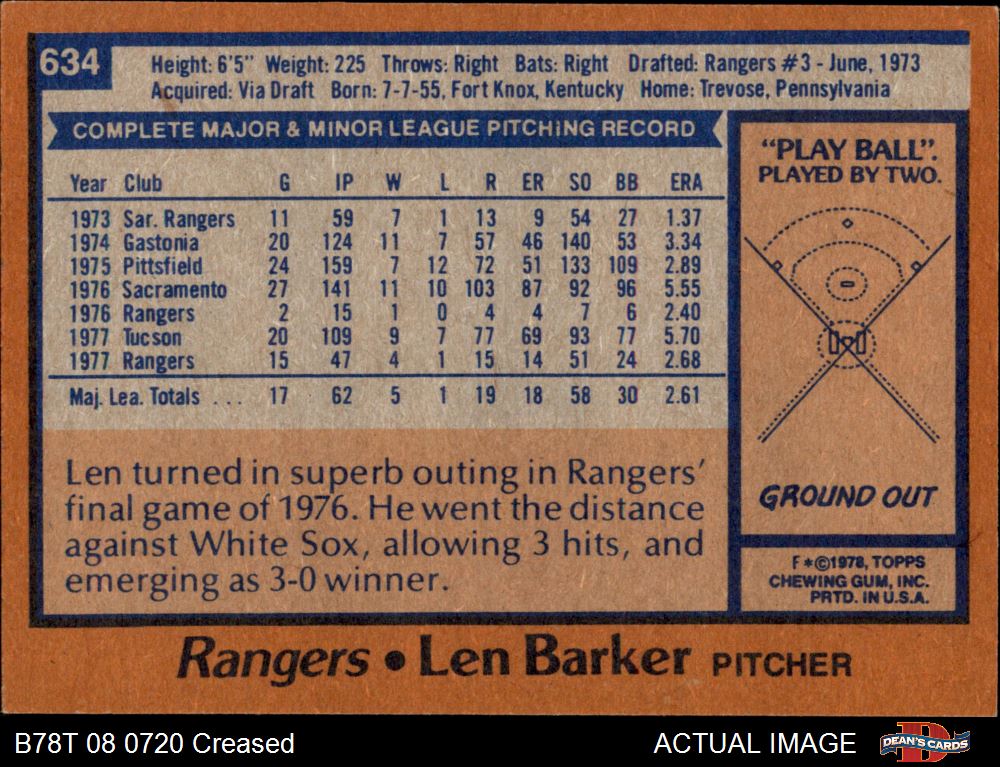 634
Height: 6'5" Weight: 225 Throws: Right Bats: Right Drafted: Rangers #3 - June, 1973
Acquired: Via Draft Born: 7-7-55, Fort Knox, Kentucky Home: Trevose, Pennsylvania
COMPLETE MAJOR & MINOR LEAGUE PITCHING RECORD
Year Club G IP W L R ER SO BB ERA
1973 Sar. Rangers 11 59 7 1 13 9 54 27 1.37
1974 Gastonia 20 124 11 7 57 46 140 53 3.34
1975 Pittsfield 24 159 7 12 72 51 133 109 2.89
1976 Sacramento 27 141 11 10 103 87 92 96 5.55
1976 Rangers 2 15 1 0 4 4 7 6 2.40
1977 Tucson 20 109 9 7 77 69 93 77 5.70
1977 Rangers 15 47 4 1 15 14 51 24 2.68
Maj. Lea. Totals ... 17 62 5 1 19 18 58 30 2.61
Len turned in superb outing in Rangers'
final game of 1976. He went the distance
against White Sox, allowing 3 hits, and
emerging as 3-0 winner.
"PLAY BALL".
PLAYED BY TWO.
GROUND OUT
F*©1978, TOPPS
CHEWING GUM, INC.
PRTD. IN U.S.A.
Rangers • Len Barker PITCHER
B78T 08 0720 Creased
ACTUAL IMAGE
DEAN'S CARDS